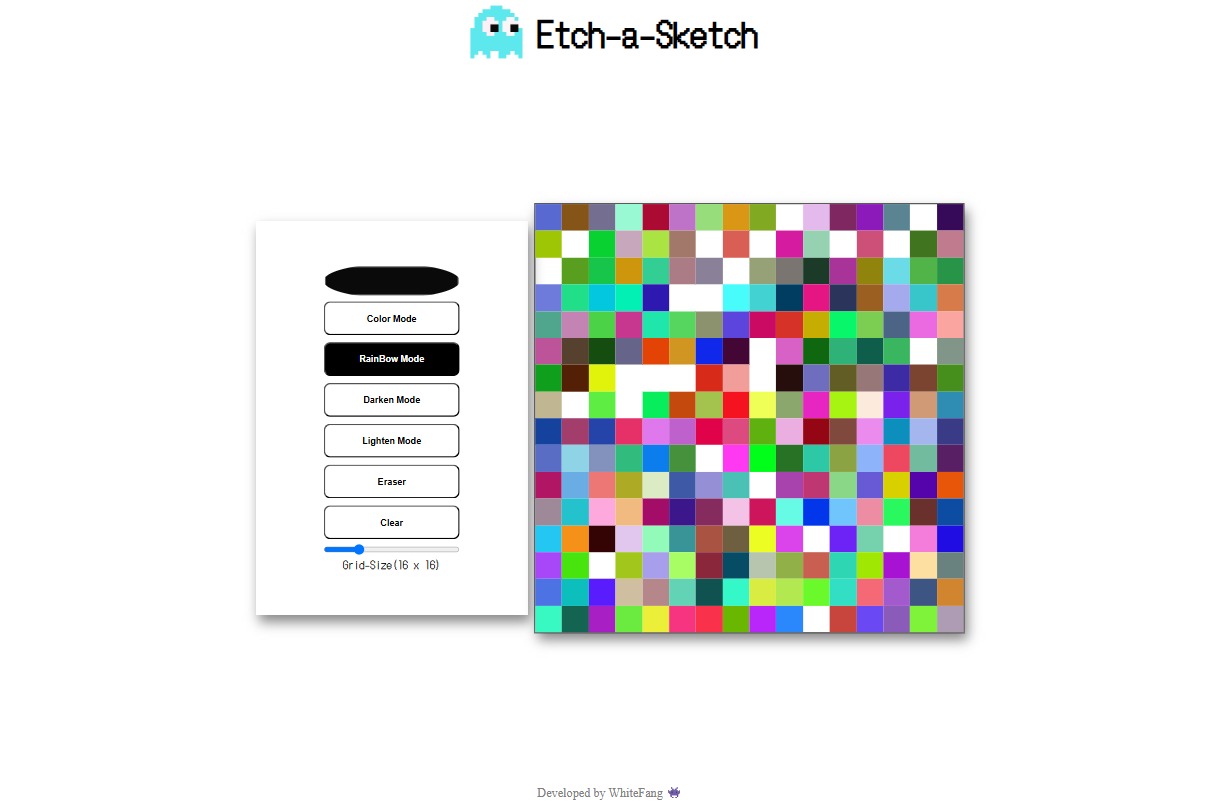 Etch-a-Sketch
Color Mode
RainBow Mode
Darken Mode
Lighten Mode
Eraser
Clear
Grid-Size(16 x 16)
Developed by WhiteFang